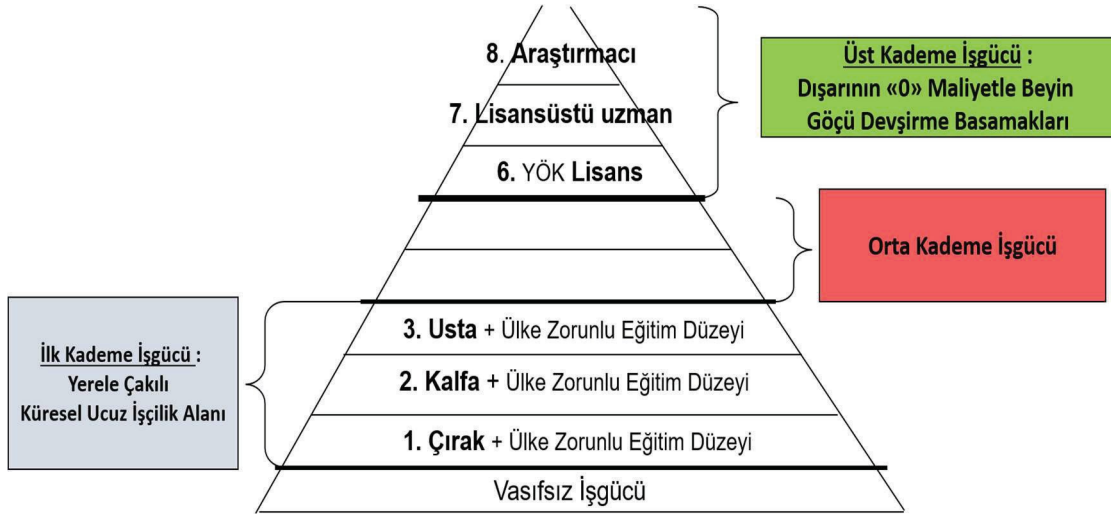 8. Araştırmacı
7. Lisansüstü uzman
6. YÖK Lisans
Üst Kademe İşgücü :
Dışarının «0» Maliyetle Beyin
Göçü Devşirme Basamakları
Orta Kademe İşgücü
3. Usta + Ülke Zorunlu Eğitim Düzeyi
2. Kalfa + Ülke Zorunlu Eğitim Düzeyi
1. Çırak + Ülke Zorunlu Eğitim Düzeyi
Vasıfsız İşgücü
İlk Kademe İşgücü :
Yerele Çakılı
Küresel Ucuz İşçilik Alanı